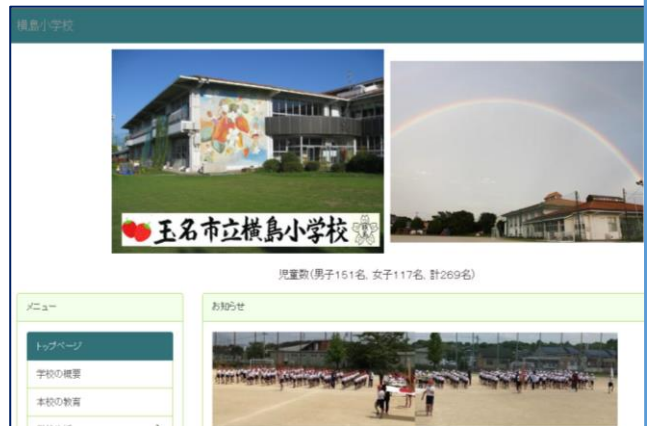 横島小学校
玉名市立横島小学校
児童数(男子151名, 女子117名, 計269名)
メニュー
お知らせ
トップページ
学校の概要
本校の教育